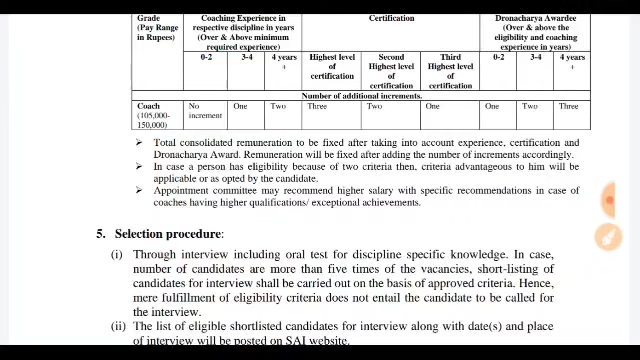 Grade
(Pay Range
in Rupees)
Coaching Experience in
respective discipline in years
(Over & Above minimum
required experience)
Certification
Dronacharya Awardee
(Over & above the
eligibility and coaching
experience in years)
0-2
3-4
4 years
+
Highest level
of
certification
Second
Highest level
of
certification
Third
Highest level
of
certification
0-2
3-4
4 years
+
Number of additional increments.
Coach
(105,000-
150,000)
No
increment
One
Two
Three
Two
One
One
Two
Three
➢ Total consolidated remuneration to be fixed after taking into account experience, certification and
Dronacharya Award. Remuneration will be fixed after adding the number of increments accordingly.
➢ In case a person has eligibility because of two criteria then, criteria advantageous to him will be
applicable or as opted by the candidate.
➢ Appointment committee may recommend higher salary with specific recommendations in case of
coaches having higher qualifications/ exceptional achievements.
5. Selection procedure:
(i) Through interview including oral test for discipline specific knowledge. In case,
number of candidates are more than five times of the vacancies, short-listing of
candidates for interview shall be carried out on the basis of approved criteria. Hence,
mere fulfillment of eligibility criteria does not entail the candidate to be called for
the interview.
(ii) The list of eligible shortlisted candidates for interview along with date(s) and place
of interview will be posted on SAI website.